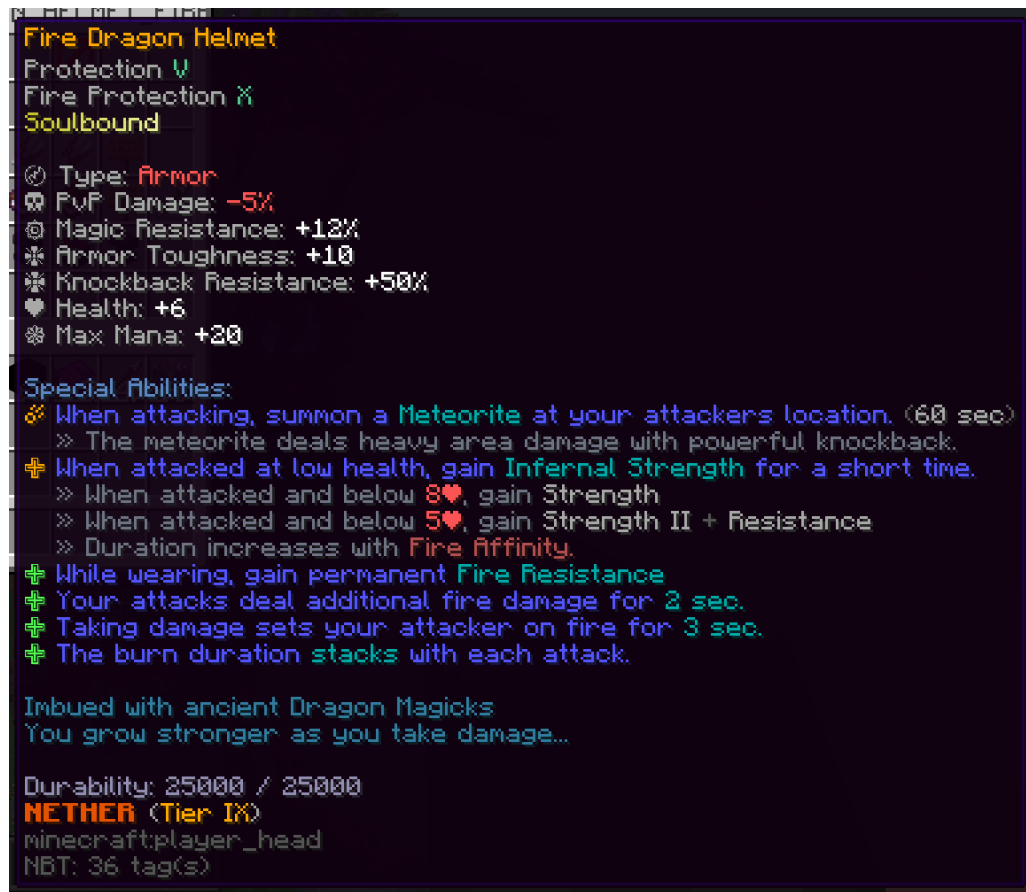 Fire Dragon Helmet
Protection V
Fire Protection X
Soulbound
Type: Armor
PvP Damage: -5%
Magic Resistance: +12%
Armor Toughness: +10
Knockback Resistance: +50%
Health: +6
Max Mana: +20
Special Abilities:
When attacking, summon a Meteorite at your attackers location. (60 sec)
» The meteorite deals heavy area damage with powerful knockback.
When attacked at low health, gain Infernal Strength for a short time.
» When attacked and below 8♥, gain Strength
» When attacked and below 5♥, gain Strength II + Resistance
» Duration increases with Fire Affinity.
While wearing, gain permanent Fire Resistance
Your attacks deal additional fire damage for 2 sec.
Taking damage sets your attacker on fire for 3 sec.
The burn duration stacks with each attack.
Imbued with ancient Dragon Magicks
You grow stronger as you take damage...
Durability: 25000 / 25000
NETHER (Tier IX)
minecraft:player_head
NBT: 36 tag(s)